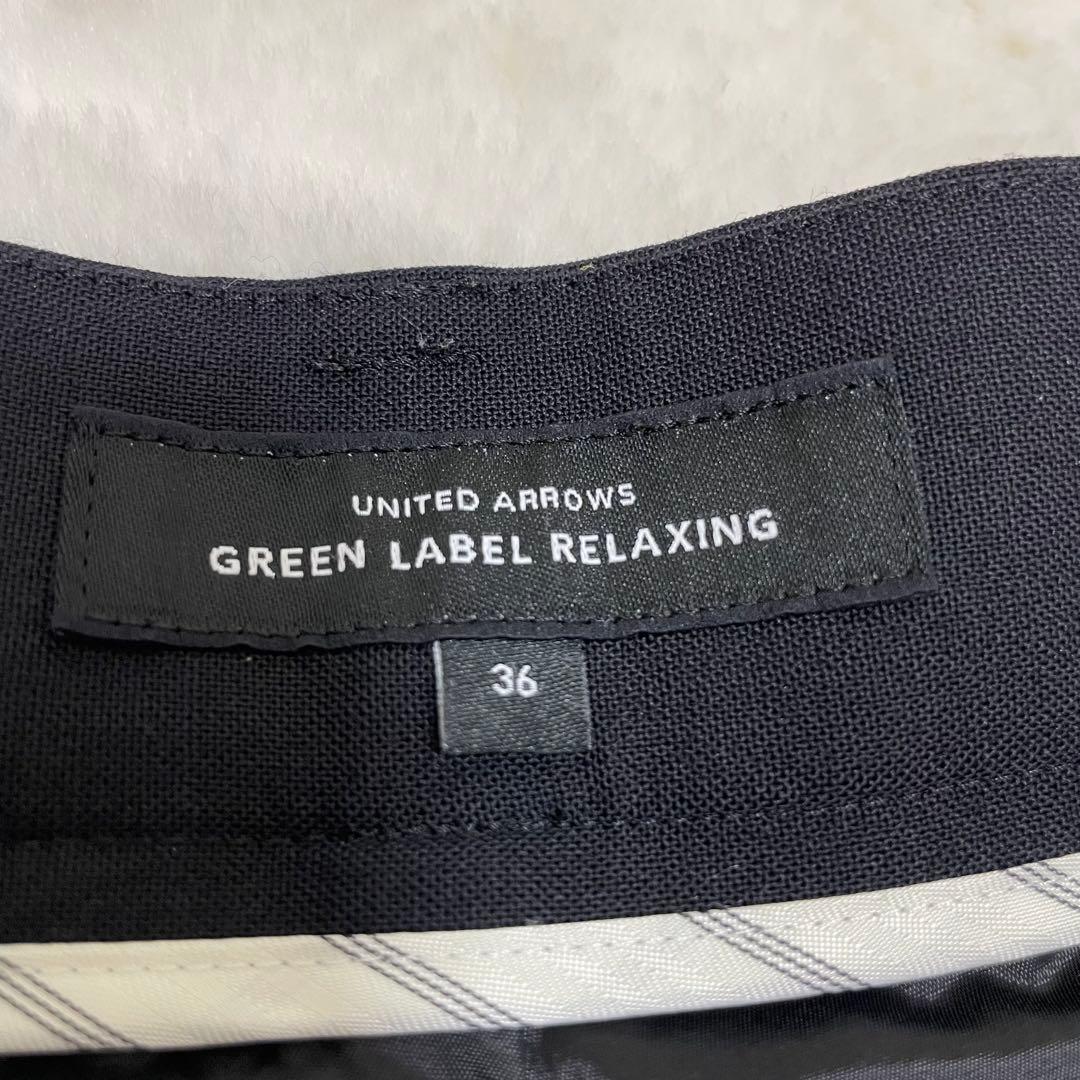 UNITED ARROWS
GREEN LABEL RELAXING
36